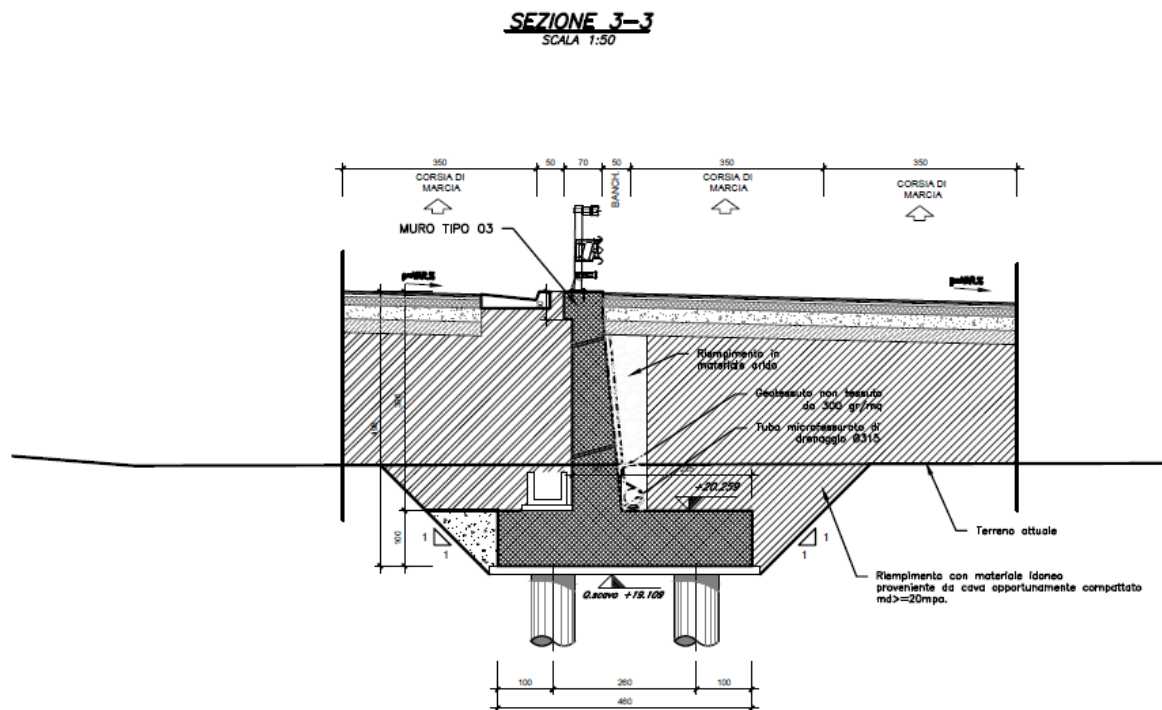 SEZIONE 3-3
SCALA 1:50
350
50
70
50
350
350
CORSIA DI
MARCIA
BANCH.
CORSIA DI
MARCIA
CORSIA DI
MARCIA
MURO TIPO 03
Riempimento in
materiale arido
Geotessuto non tessuto
da 300 gr/mq
Tubo microfessurato di
drenaggio Ø315
+20.259
100
1
1
1
1
Terreno attuale
Q.scavo +19.109
Riempimento con materiale idoneo
proveniente da cava opportunamente compattato
md>=20mpa.
100
260
100
460